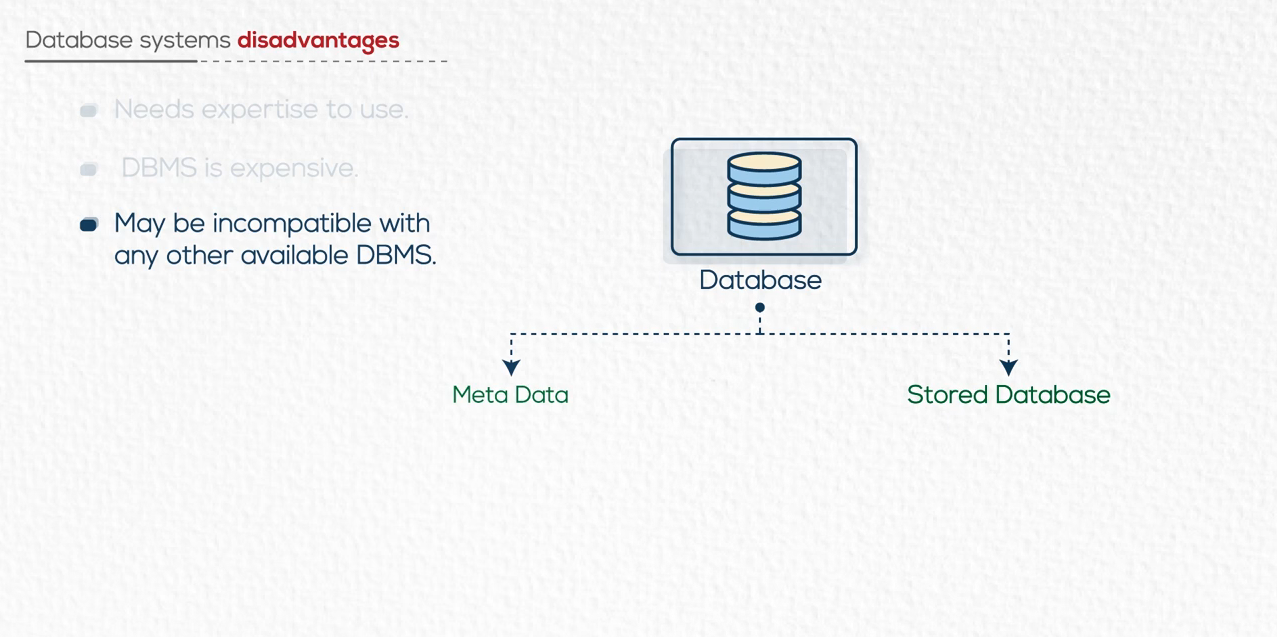 Database systems disadvantages
Needs expertise to use.
DBMS is expensive.
May be incompatible with
any other available DBMS.
Database
Meta Data
Stored Database